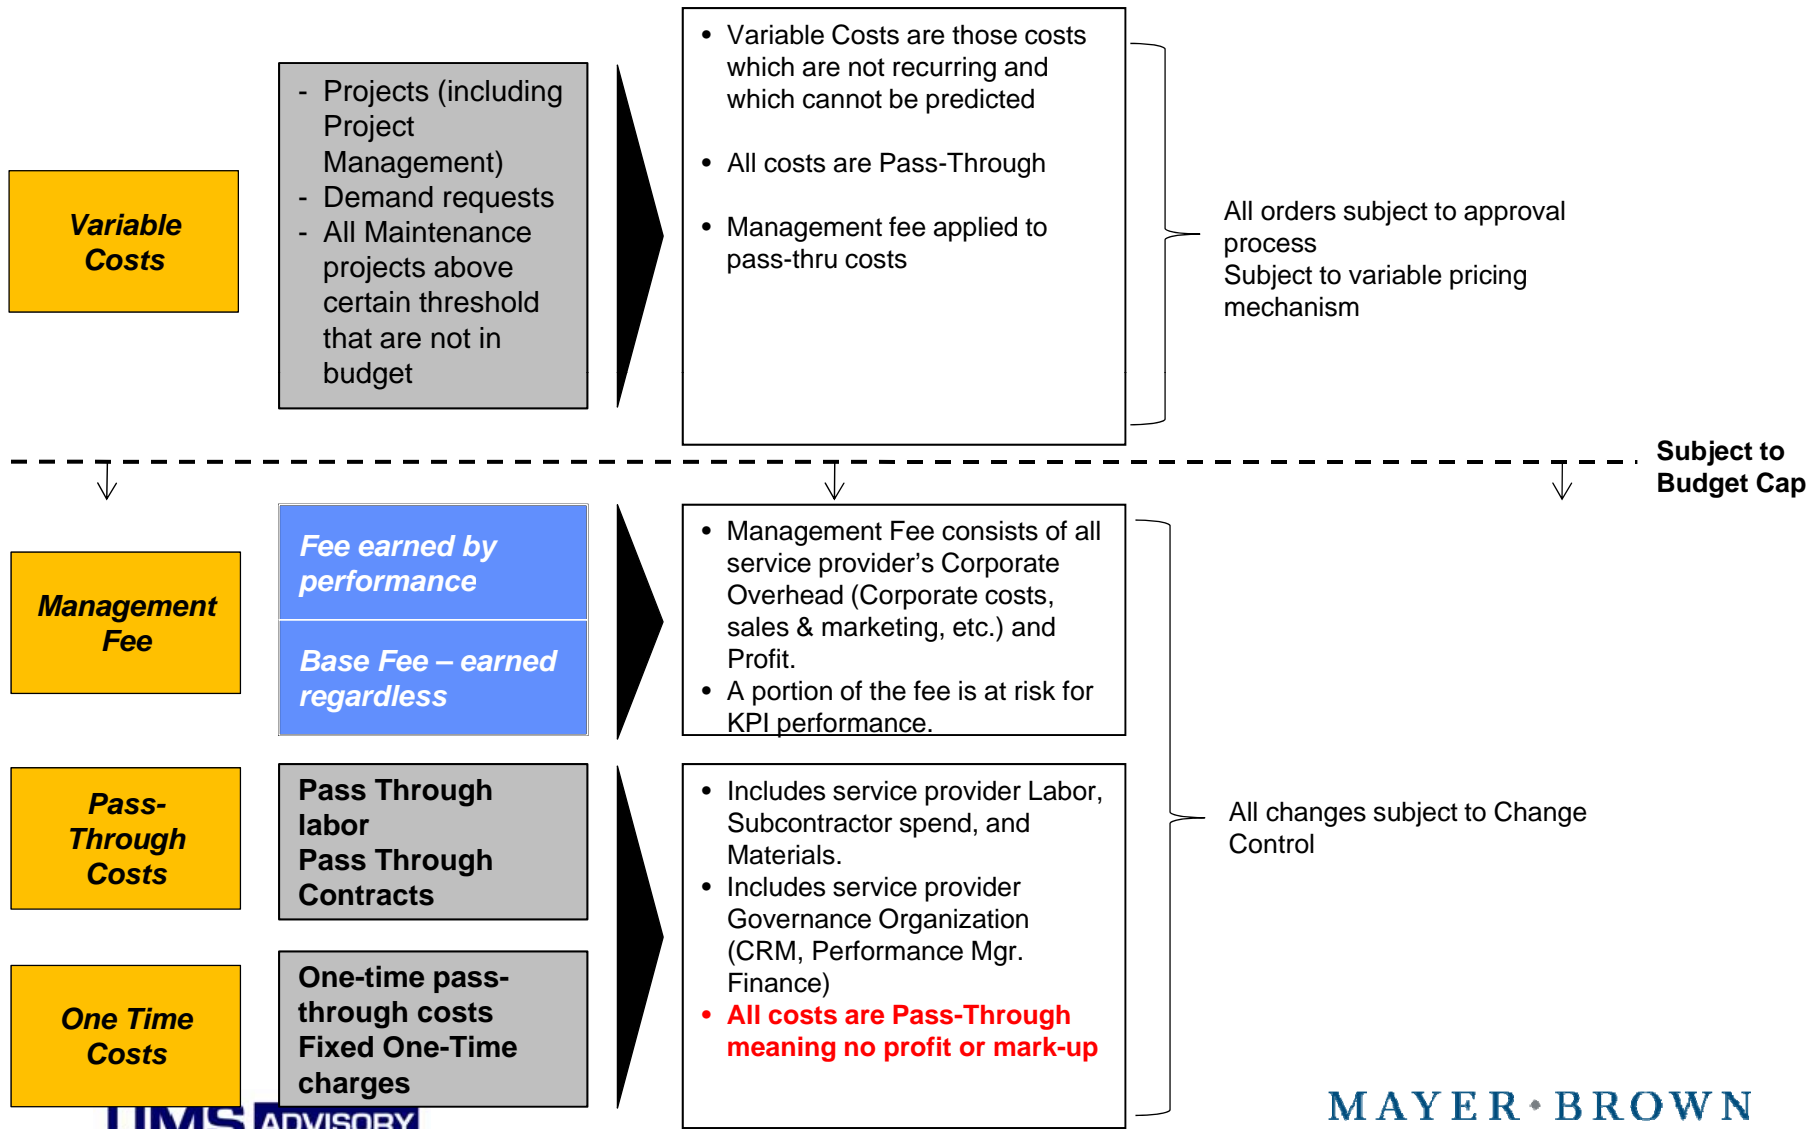 Variable
Costs
- Projects (including
Project
Management)
- Demand requests
- All Maintenance
projects above
certain threshold
that are not in
budget
• Variable Costs are those costs
which are not recurring and
which cannot be predicted
• All costs are Pass-Through
• Management fee applied to
pass-thru costs
All orders subject to approval
process
Subject to variable pricing
mechanism
Subject to
Budget Cap
Management
Fee
Fee earned by
performance
Base Fee – earned
regardless
• Management Fee consists of all
service provider’s Corporate
Overhead (Corporate costs,
sales & marketing, etc.) and
Profit.
• A portion of the fee is at risk for
KPI performance.
Pass-
Through
Costs
Pass Through
labor
Pass Through
Contracts
• Includes service provider Labor,
Subcontractor spend, and
Materials.
• Includes service provider
Governance Organization
(CRM, Performance Mgr.
Finance)
• All costs are Pass-Through
meaning no profit or mark-up
All changes subject to Change
Control
One Time
Costs
One-time pass-
through costs
Fixed One-Time
charges
UMS ADVISORY
MAYER • BROWN